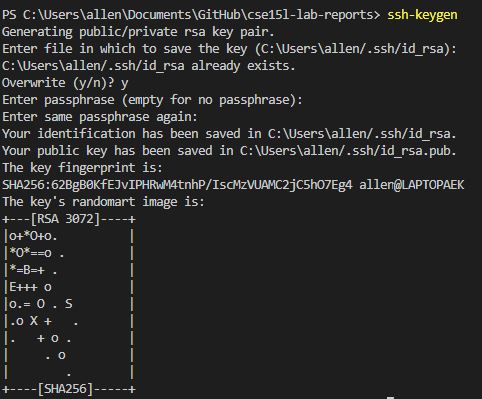 PS C:\Users\allen\Documents\GitHub\cse15l-lab-reports> ssh-keygen
Generating public/private rsa key pair.
Enter file in which to save the key (C:\Users\allen/.ssh/id_rsa):
C:\Users\allen/.ssh/id_rsa already exists.
Overwrite (y/n)? y
Enter passphrase (empty for no passphrase):
Enter same passphrase again:
Your identification has been saved in C:\Users\allen/.ssh/id_rsa.
Your public key has been saved in C:\Users\allen/.ssh/id_rsa.pub.
The key fingerprint is:
SHA256:62BgB0KfEJvIPHRwM4tnhP/IscMzVUAMC2jC5hO7Eg4 allen@LAPTOPAEK
The key's randomart image is:
+---[RSA 3072]----+
|o+*O+o.          |
|*O*==o .         |
|*=B=+ .          |
|E+++ o           |
|o.= O . S        |
|.o X +   .       |
|.   + o .        |
|     . o         |
|        .        |
+----[SHA256]-----+